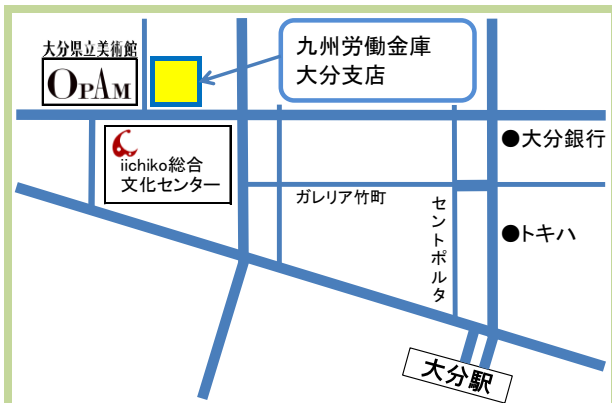 大分県立美術館
OPAM
九州労働金庫
大分支店
iichiko総合
文化センター
●大分銀行
ガレリア竹町
セントポルタ
●トキハ
大分駅